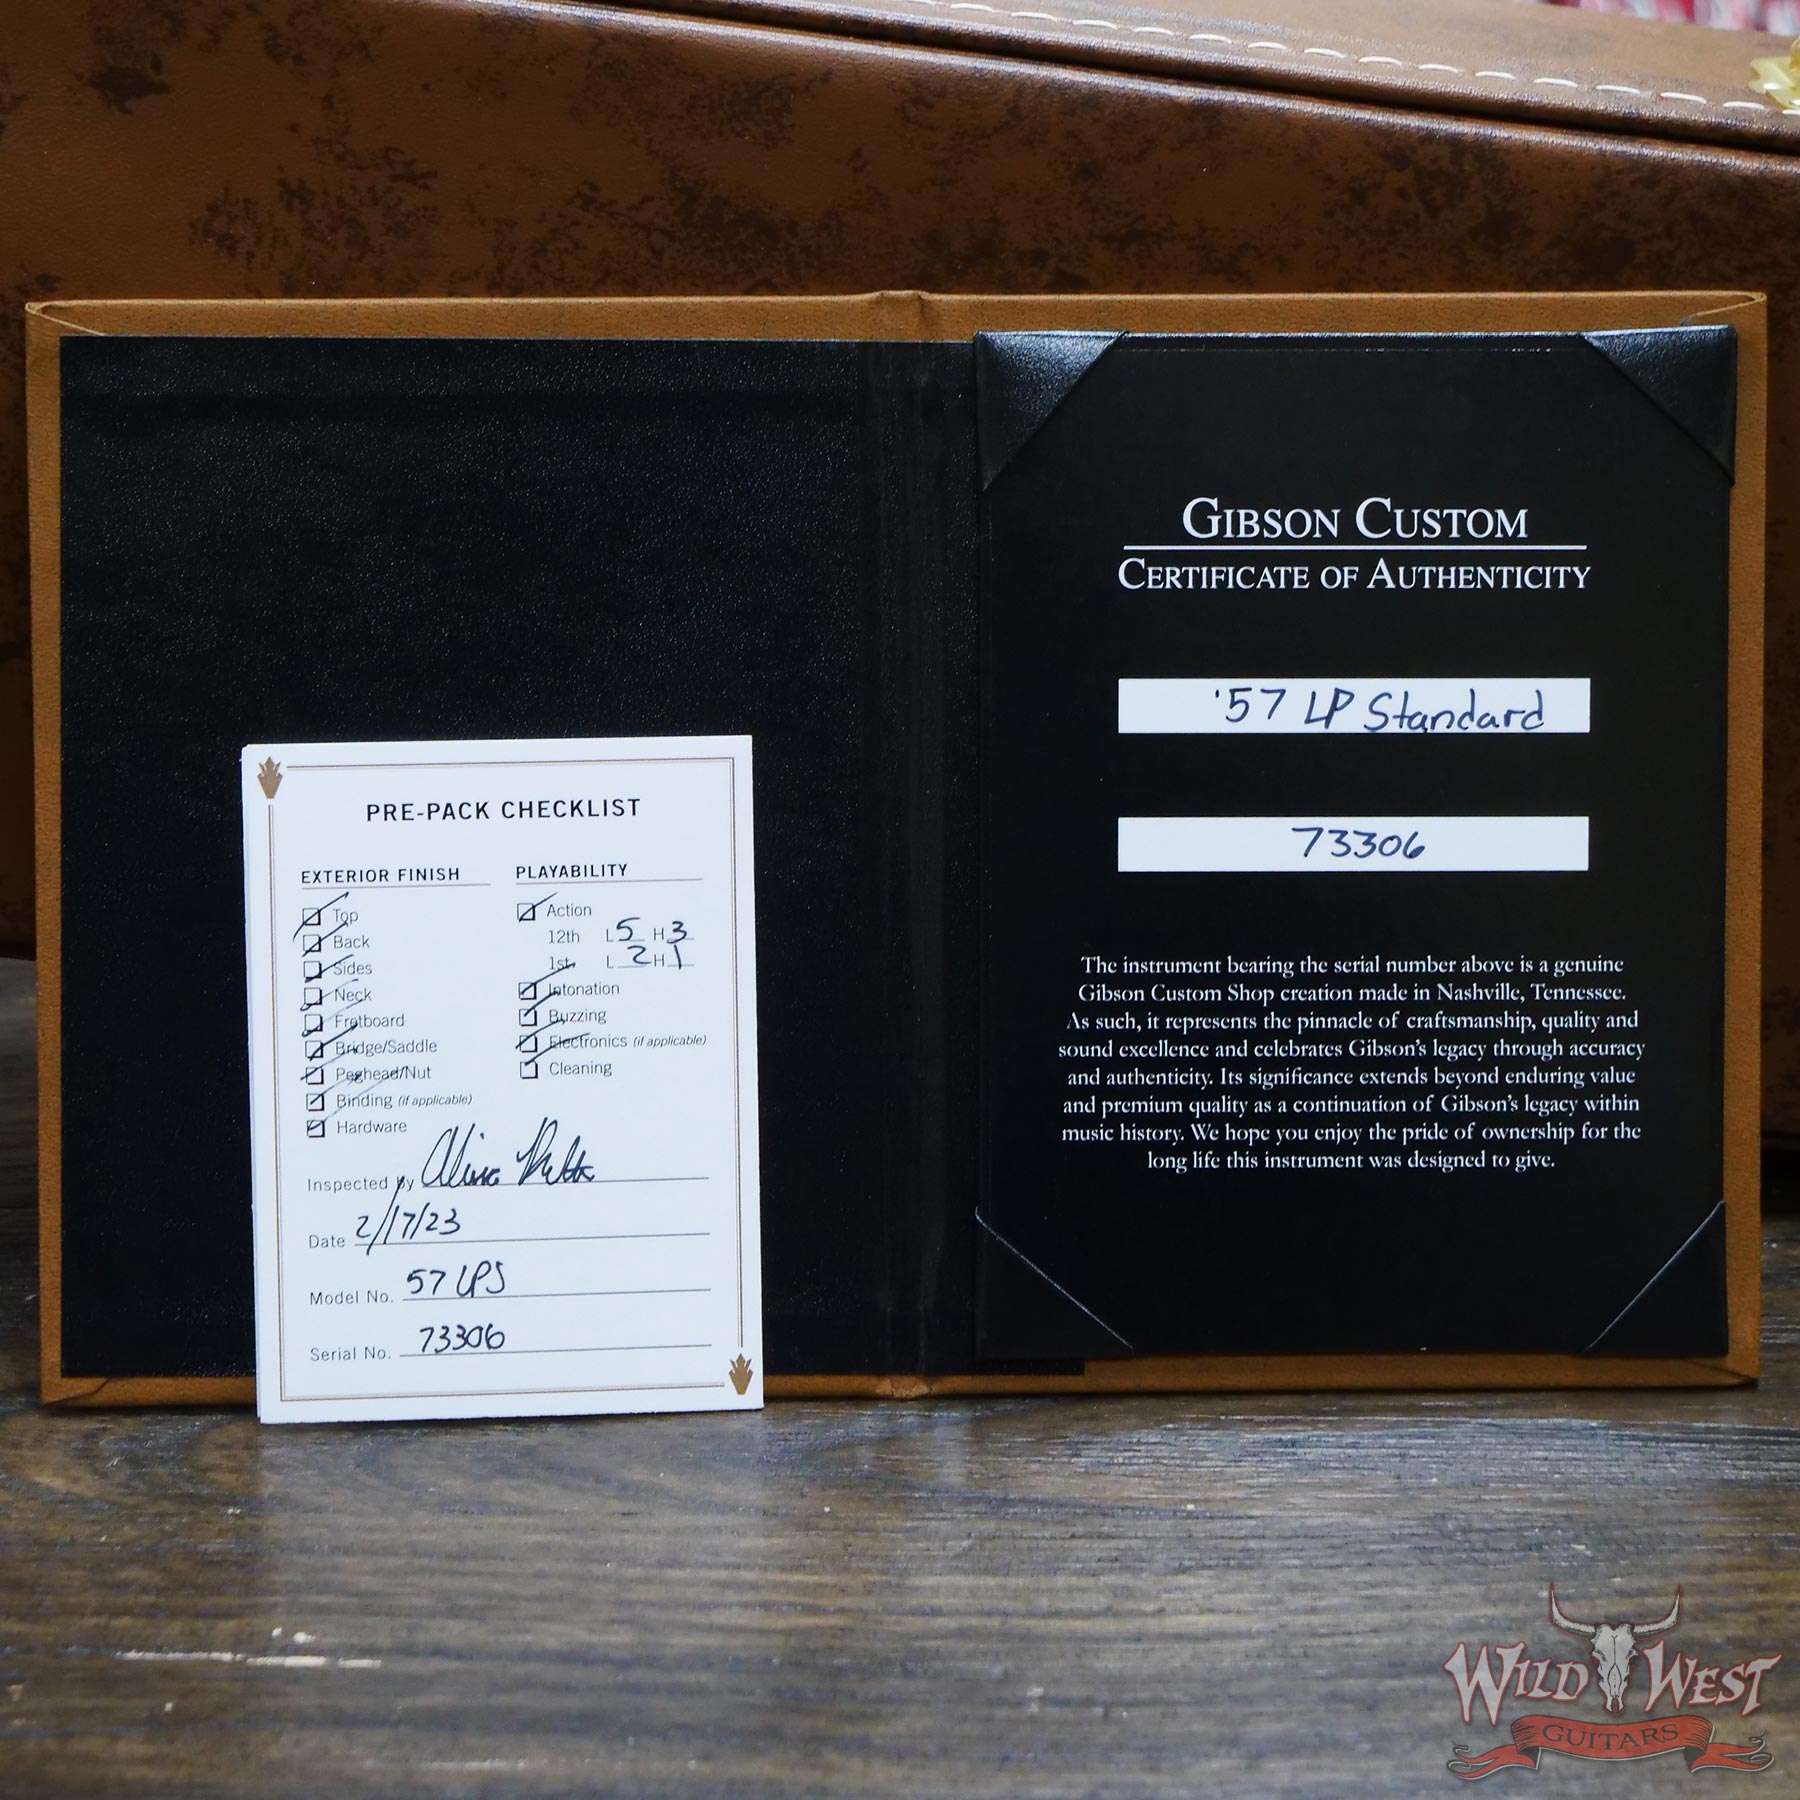 PRE-PACK CHECKLIST
EXTERIOR FINISH
Top
Back
Sides
Neck
Fretboard
Bridge/Saddle
Peghead/Nut
Binding (if applicable)
Hardware
PLAYABILITY
Action
12th L 5 H 3
1st L 2 H 1
Intonation
Buzzing
Electronics (if applicable)
Cleaning
Inspected by
Date 2/17/23
Model No. 57 LPS
Serial No. 73306
GIBSON CUSTOM
CERTIFICATE OF AUTHENTICITY
'57 LP Standard
73306
The instrument bearing the serial number above is a genuine
Gibson Custom Shop creation made in Nashville, Tennessee.
As such, it represents the pinnacle of craftsmanship, quality and
sound excellence and celebrates Gibson's legacy through accuracy
and authenticity. Its significance extends beyond enduring value
and premium quality as a continuation of Gibson's legacy within
music history. We hope you enjoy the pride of ownership for the
long life this instrument was designed to give.
WILD WEST
GUITARS